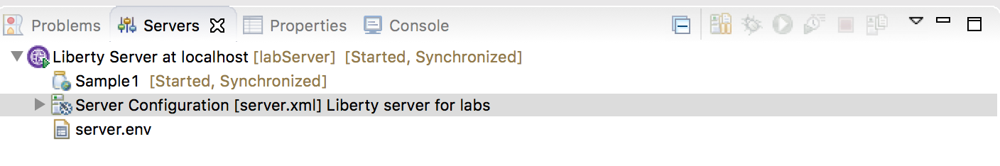 Problems Servers Properties Console
Liberty Server at localhost [labServer] [Started, Synchronized]
Sample1 [Started, Synchronized]
Server Configuration [server.xml] Liberty server for labs
server.env